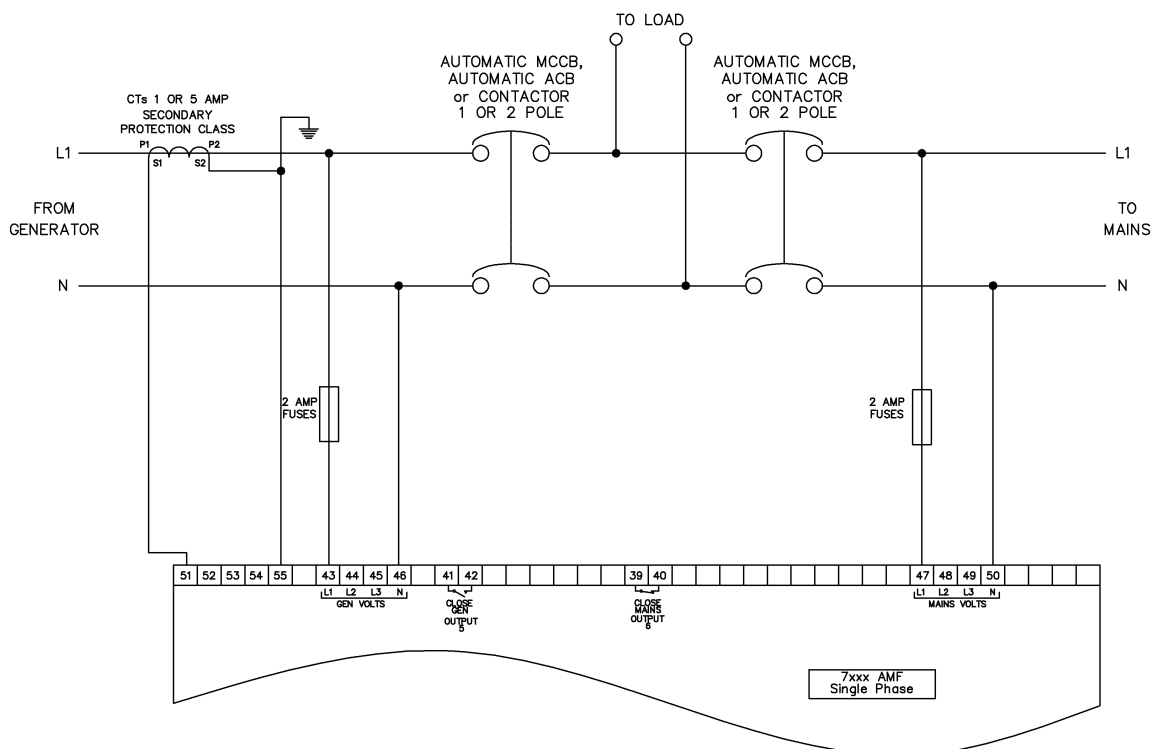 TO LOAD
AUTOMATIC MCCB,
AUTOMATIC ACB
or CONTACTOR
1 OR 2 POLE
AUTOMATIC MCCB,
AUTOMATIC ACB
or CONTACTOR
1 OR 2 POLE
CTs 1 OR 5 AMP
SECONDARY
PROTECTION CLASS
P1
P2
S1
S2
L1
L1
FROM
GENERATOR
TO
MAINS
N
N
2 AMP
FUSES
2 AMP
FUSES
51 52 53 54 55 43 44 45 46 41 42 39 40 47 48 49 50
L1 L2 L3 N
GEN VOLTS
CLOSE
GEN
OUTPUT
5
CLOSE
MAINS
OUTPUT
6
L1 L2 L3 N
MAINS VOLTS
7xxx AMF
Single Phase